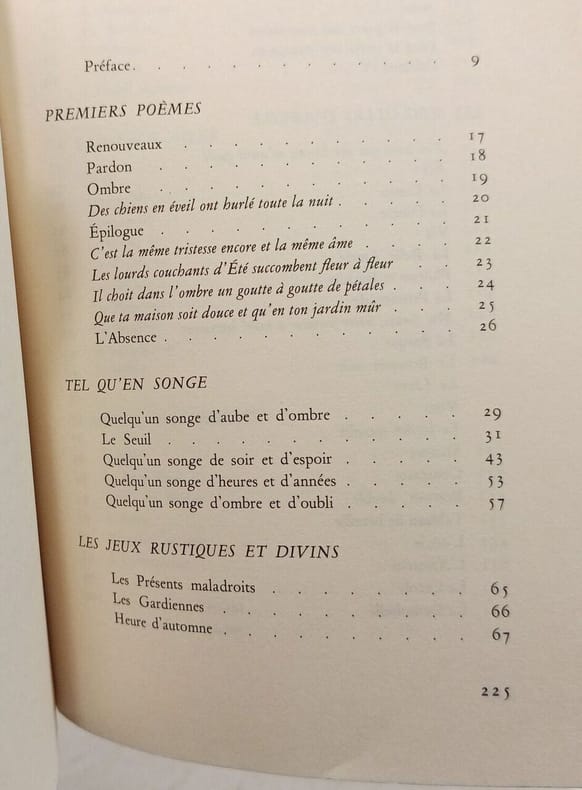 Préface. . . . . . . . . . . . 9
PREMIERS POÈMES
Renouveaux . . . . . . . . . . 17
Pardon . . . . . . . . . . . 18
Ombre . . . . . . . . . . . 19
Des chiens en éveil ont hurlé toute la nuit . . . . . 20
Épilogue . . . . . . . . . . 21
C'est la même tristesse encore et la même âme . . . . 22
Les lourds couchants d'Été succombent fleur à fleur . . 23
Il choit dans l'ombre un goutte à goutte de pétales . . . 24
Que ta maison soit douce et qu'en ton jardin mûr . . . 25
L'Absence . . . . . . . . . . 26
TEL QU'EN SONGE
Quelqu'un songe d'aube et d'ombre . . . . . 29
Le Seuil . . . . . . . . . . 31
Quelqu'un songe de soir et d'espoir . . . . . 43
Quelqu'un songe d'heures et d'années . . . . . 53
Quelqu'un songe d'ombre et d'oubli . . . . . 57
LES JEUX RUSTIQUES ET DIVINS
Les Présents maladroits . . . . . . . . 65
Les Gardiennes . . . . . . . . . 66
Heure d'automne . . . . . . . . . 67
225